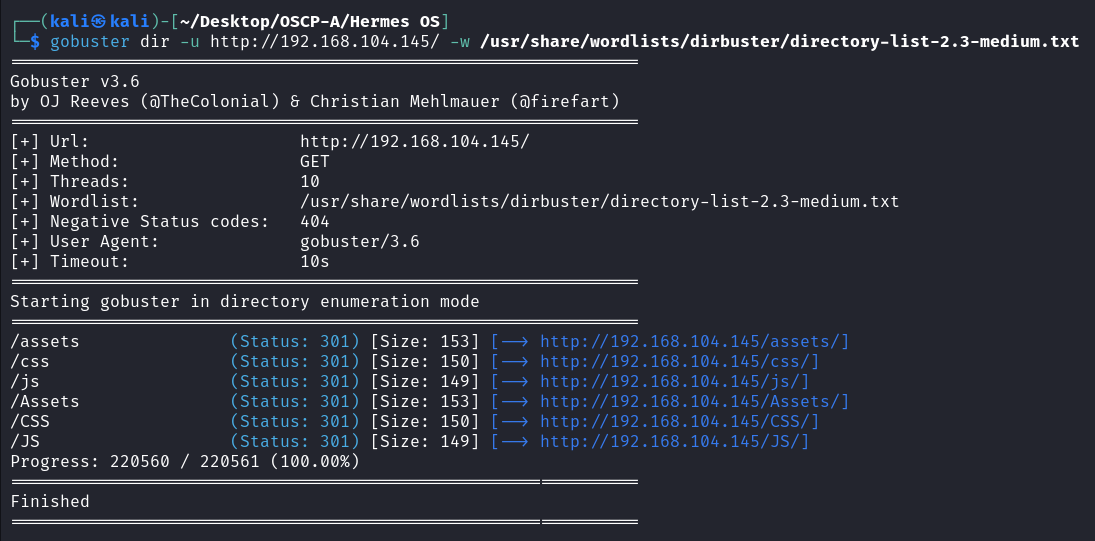 ┌──(kali㉿kali)-[~/Desktop/OSCP-A/Hermes OS]
└─$ gobuster dir -u http://192.168.104.145/ -w /usr/share/wordlists/dirbuster/directory-list-2.3-medium.txt
===============================================================
Gobuster v3.6
by OJ Reeves (@TheColonial) & Christian Mehlmauer (@firefart)
===============================================================
[+] Url:                     http://192.168.104.145/
[+] Method:                  GET
[+] Threads:                 10
[+] Wordlist:                /usr/share/wordlists/dirbuster/directory-list-2.3-medium.txt
[+] Negative Status codes:   404
[+] User Agent:              gobuster/3.6
[+] Timeout:                 10s
===============================================================
Starting gobuster in directory enumeration mode
===============================================================
/assets               (Status: 301) [Size: 153] [--> http://192.168.104.145/assets/]
/css                  (Status: 301) [Size: 150] [--> http://192.168.104.145/css/]
/js                   (Status: 301) [Size: 149] [--> http://192.168.104.145/js/]
/Assets               (Status: 301) [Size: 153] [--> http://192.168.104.145/Assets/]
/CSS                  (Status: 301) [Size: 150] [--> http://192.168.104.145/CSS/]
/JS                   (Status: 301) [Size: 149] [--> http://192.168.104.145/JS/]
Progress: 220560 / 220561 (100.00%)
===============================================================
Finished
===============================================================